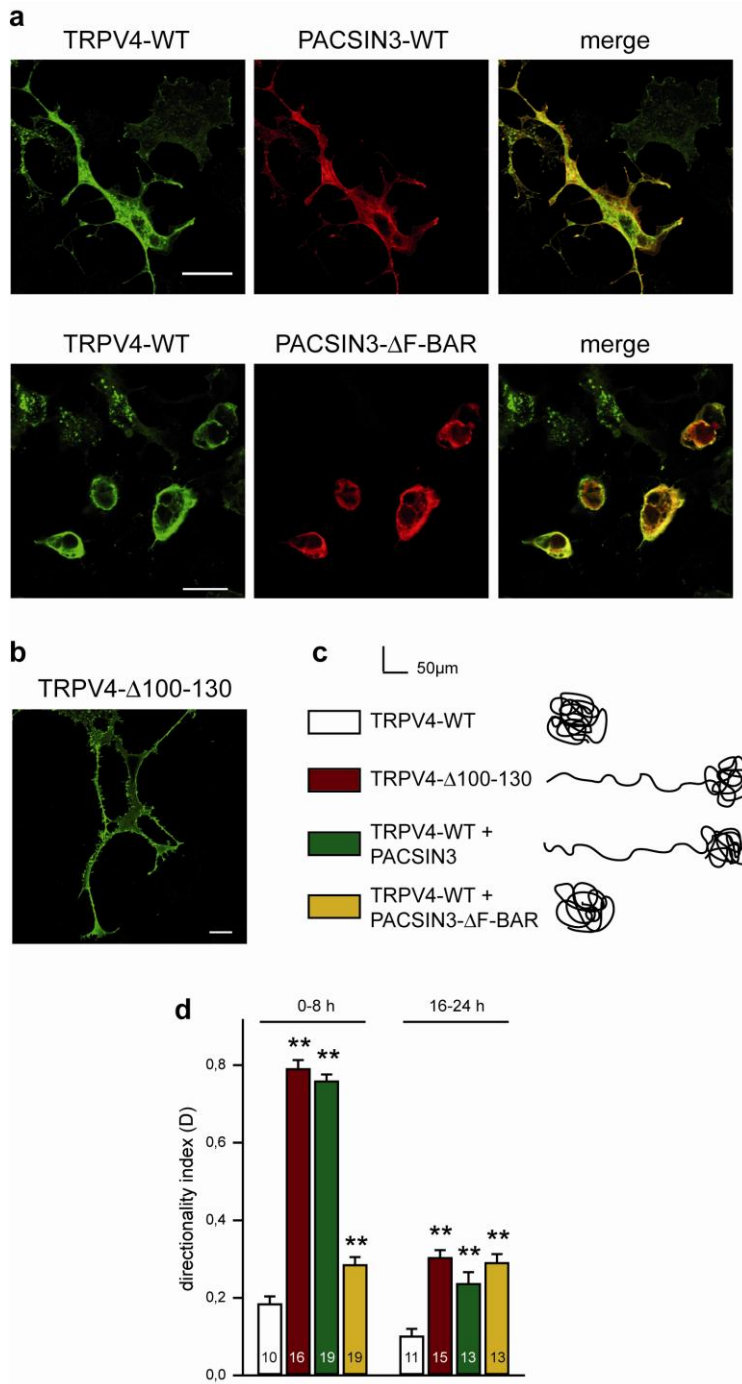 a
TRPV4-WT PACSIN3-WT merge
TRPV4-WT PACSIN3-ΔF-BAR merge
b
TRPV4-Δ100-130
c
50µm
TRPV4-WT
TRPV4-Δ100-130
TRPV4-WT +
PACSIN3
TRPV4-WT +
PACSIN3-ΔF-BAR
d
0-8 h 16-24 h
directionality index (D)
0,8
0,6
0,4
0,2
0,0
** ** ** ** ** **
10 16 19 19 11 15 13 13